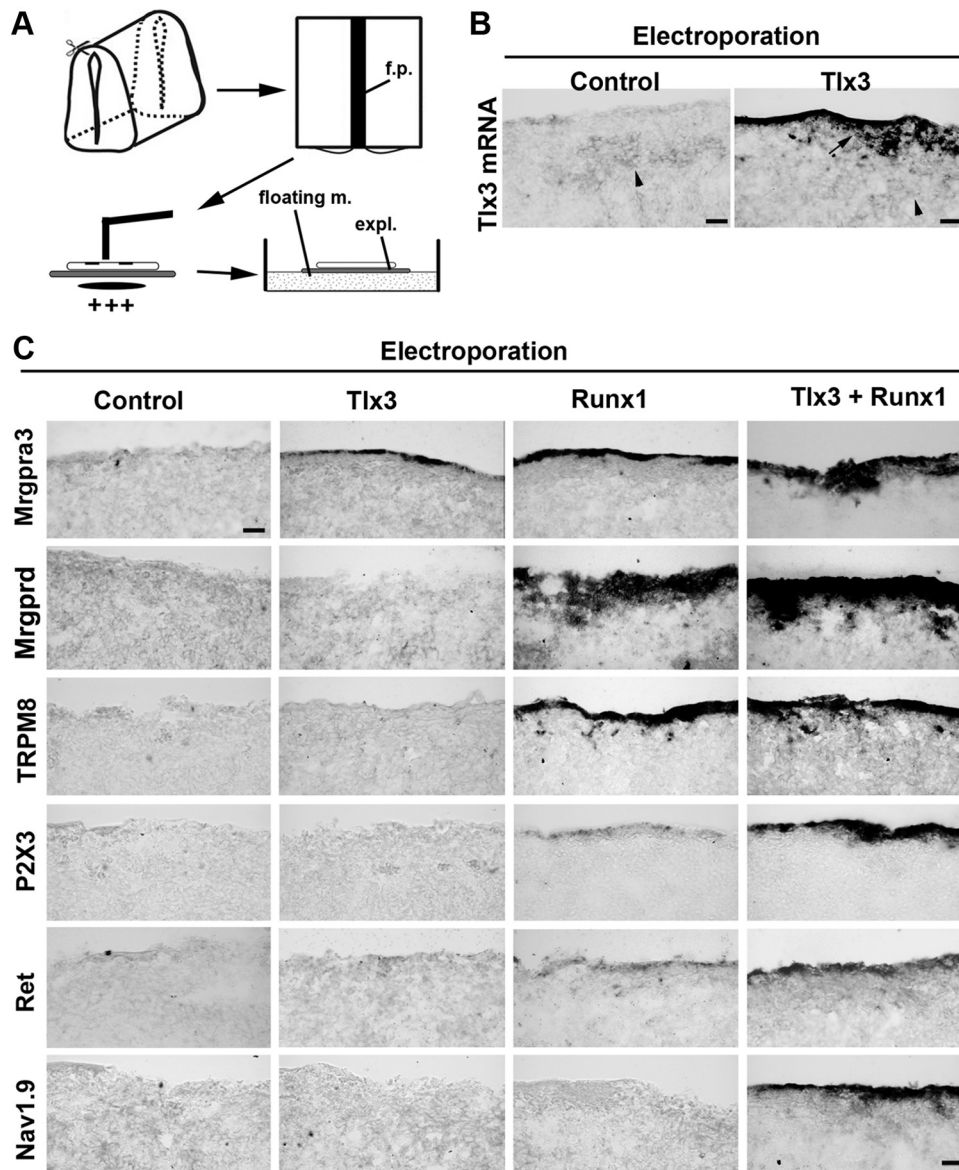 A
f.p.
floating m.
expl.
+++
B
Electroporation
Control Tlx3
Tlx3 mRNA
C
Electroporation
Control Tlx3 Runx1 Tlx3 + Runx1
Mrgpra3
Mrgprd
TRPM8
P2X3
Ret
Nav1.9